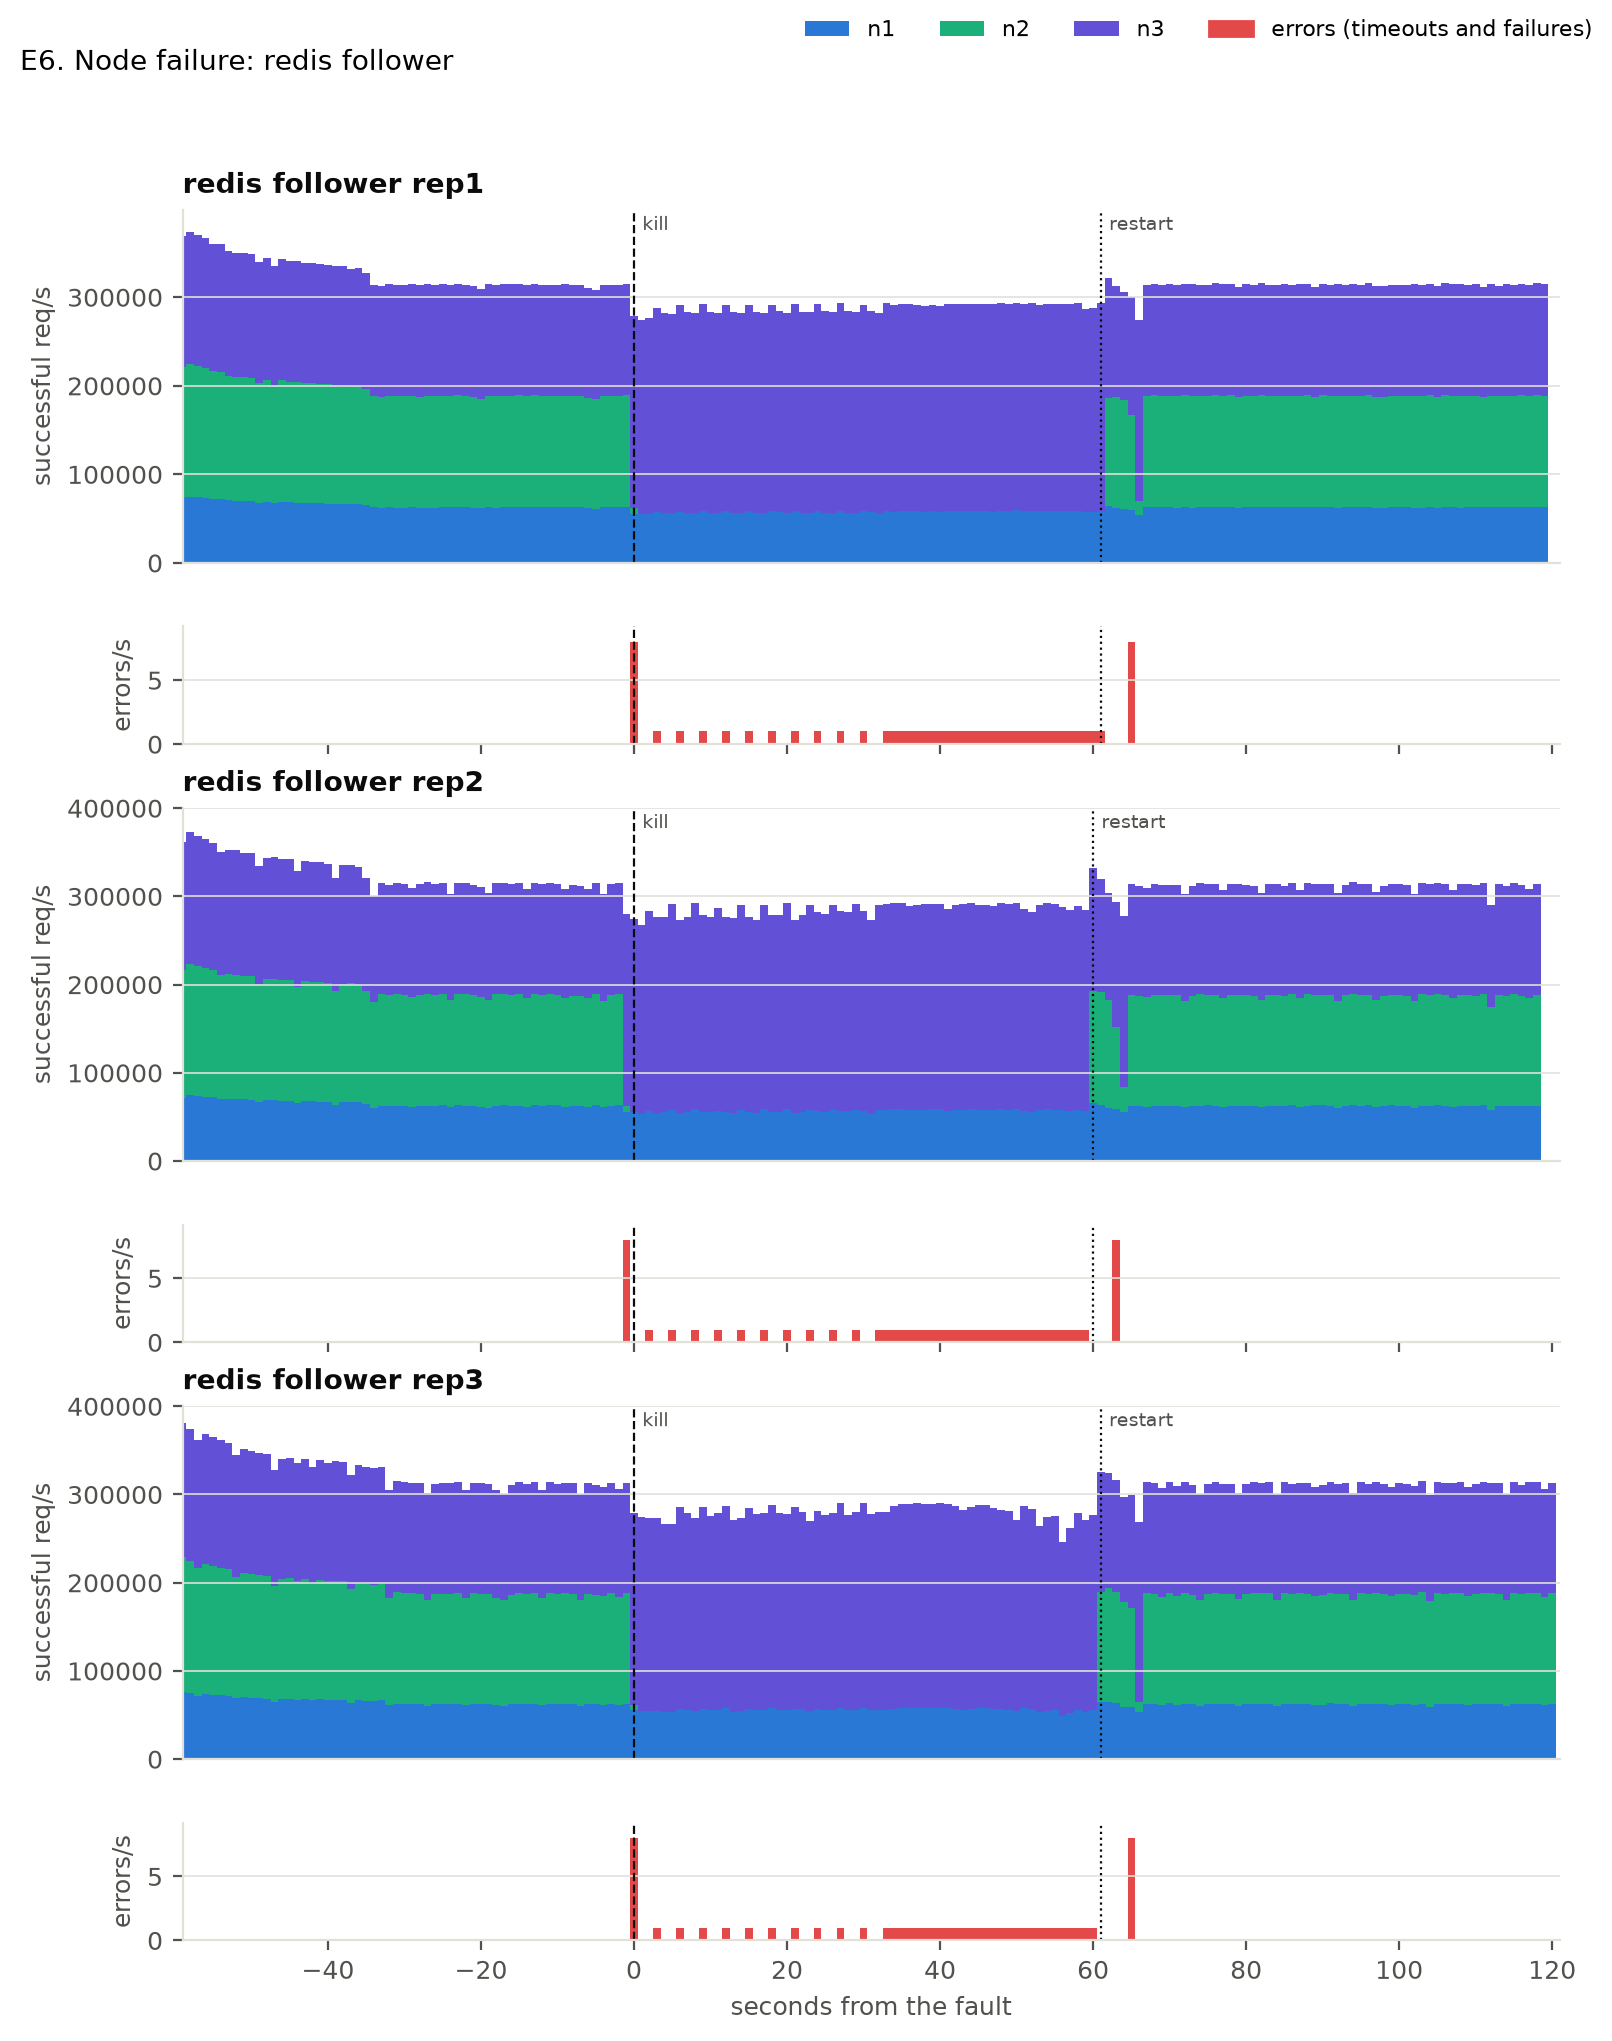 n1 n2 n3 errors (timeouts and failures)
E6. Node failure: redis follower
redis follower rep1
kill
restart
successful req/s
300000
200000
100000
0
errors/s
5
0
redis follower rep2
400000
kill
restart
successful req/s
300000
200000
100000
0
errors/s
5
0
redis follower rep3
400000
kill
restart
successful req/s
300000
200000
100000
0
errors/s
5
0
−40 −20 0 20 40 60 80 100 120
seconds from the fault